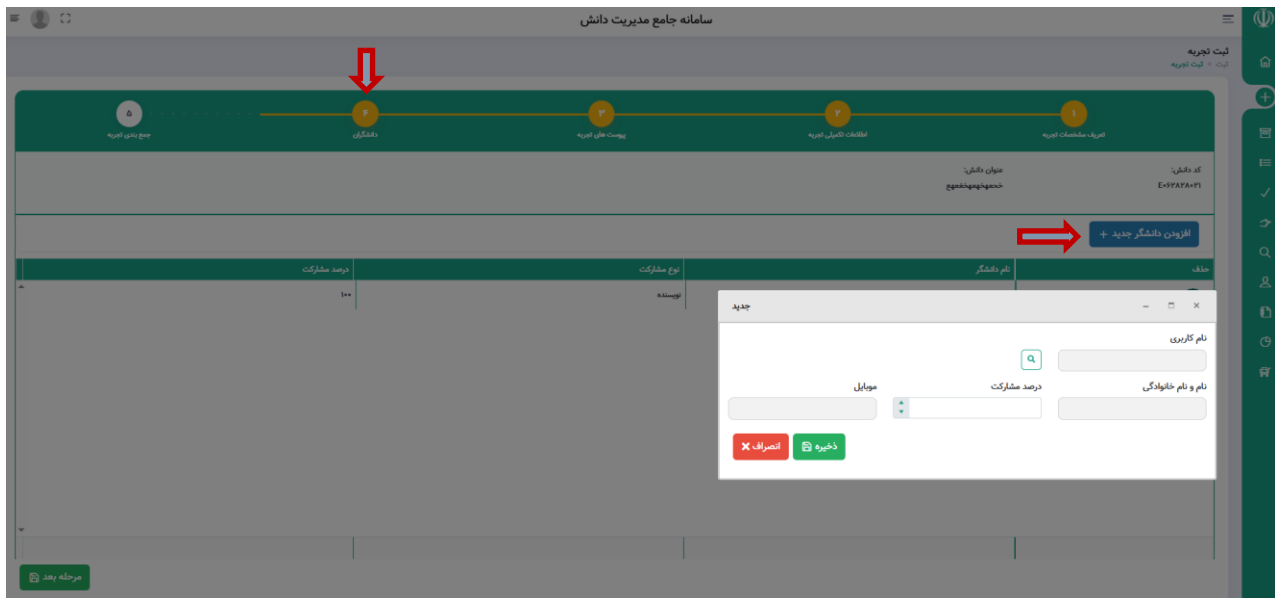 سامانه جامع مدیریت دانش
ثبت تجربه
ثبت > ثبت تجربه
۱
۲
۳
۴
۵
تعریف مشخصات تجربه
اطلاعات تکمیلی تجربه
پیوست های تجربه
دانشگران
جمع بندی تجربه
کد دانش:
عنوان دانش:
E۰۶۲۸۲۸۰۲۱
افزودن دانشگر جدید +
حذف
نام دانشگر
نوع مشارکت
درصد مشارکت
نویسنده
۱۰۰
جدید
نام کاربری
نام و نام خانوادگی
درصد مشارکت
موبایل
ذخیره
انصراف
مرحله بعد